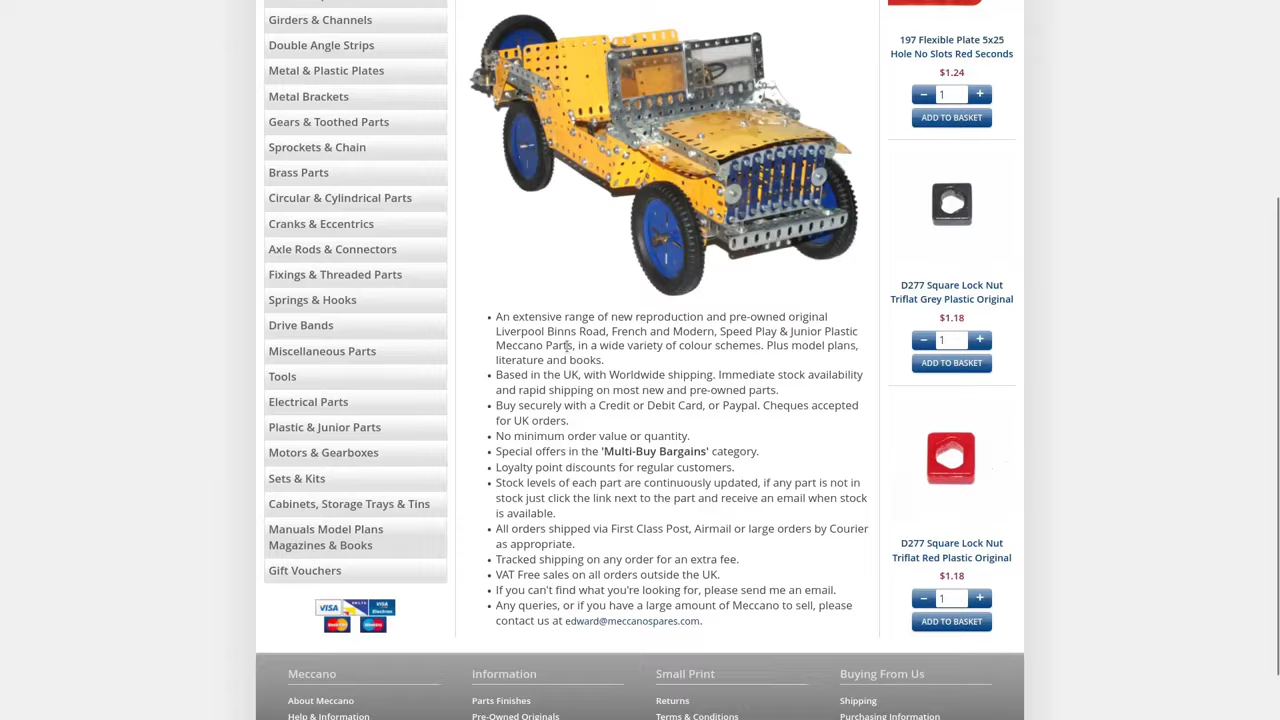 Girders & Channels
Double Angle Strips
Metal & Plastic Plates
Metal Brackets
Gears & Toothed Parts
Sprockets & Chain
Brass Parts
Circular & Cylindrical Parts
Cranks & Eccentrics
Axle Rods & Connectors
Fixings & Threaded Parts
Springs & Hooks
Drive Bands
Miscellaneous Parts
Tools
Electrical Parts
Plastic & Junior Parts
Motors & Gearboxes
Sets & Kits
Cabinets, Storage Trays & Tins
Manuals Model Plans
Magazines & Books
Gift Vouchers
VISA DELTA VISA Electron
An extensive range of new reproduction and pre-owned original
Liverpool Binns Road, French and Modern, Speed Play & Junior Plastic
Meccano Parts, in a wide variety of colour schemes. Plus model plans,
literature and books.
Based in the UK, with Worldwide shipping. Immediate stock availability
and rapid shipping on most new and pre-owned parts.
Buy securely with a Credit or Debit Card, or Paypal. Cheques accepted
for UK orders.
No minimum order value or quantity.
Special offers in the 'Multi-Buy Bargains' category.
Loyalty point discounts for regular customers.
Stock levels of each part are continuously updated, if any part is not in
stock just click the link next to the part and receive an email when stock
is available.
All orders shipped via First Class Post, Airmail or large orders by Courier
as appropriate.
Tracked shipping on any order for an extra fee.
VAT Free sales on all orders outside the UK.
If you can't find what you're looking for, please send me an email.
Any queries, or if you have a large amount of Meccano to sell, please
contact us at edward@meccanospares.com.
197 Flexible Plate 5x25
Hole No Slots Red Seconds
$1.24
− 1 +
ADD TO BASKET
D277 Square Lock Nut
Triflat Grey Plastic Original
$1.18
− 1 +
ADD TO BASKET
D277 Square Lock Nut
Triflat Red Plastic Original
$1.18
− 1 +
ADD TO BASKET
Meccano
About Meccano
Help & Information
Information
Parts Finishes
Pre-Owned Originals
Small Print
Returns
Terms & Conditions
Buying From Us
Shipping
Purchasing Information